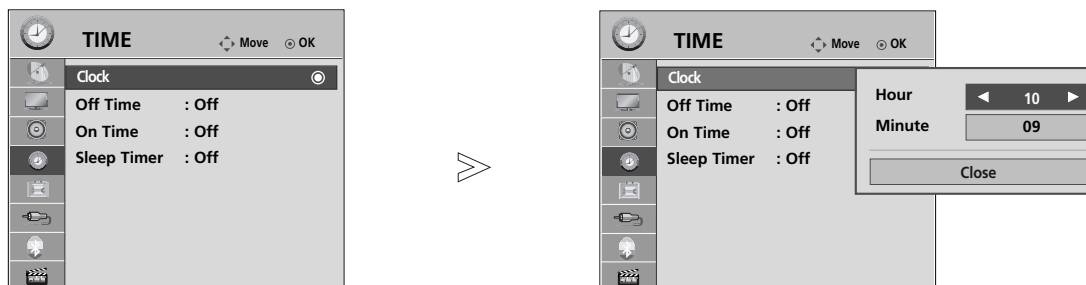 TIME Move OK
Clock
Off Time : Off
On Time : Off
Sleep Timer : Off
TIME Move OK
Clock
Off Time : Off
On Time : Off
Sleep Timer : Off
Hour 10
Minute 09
Close